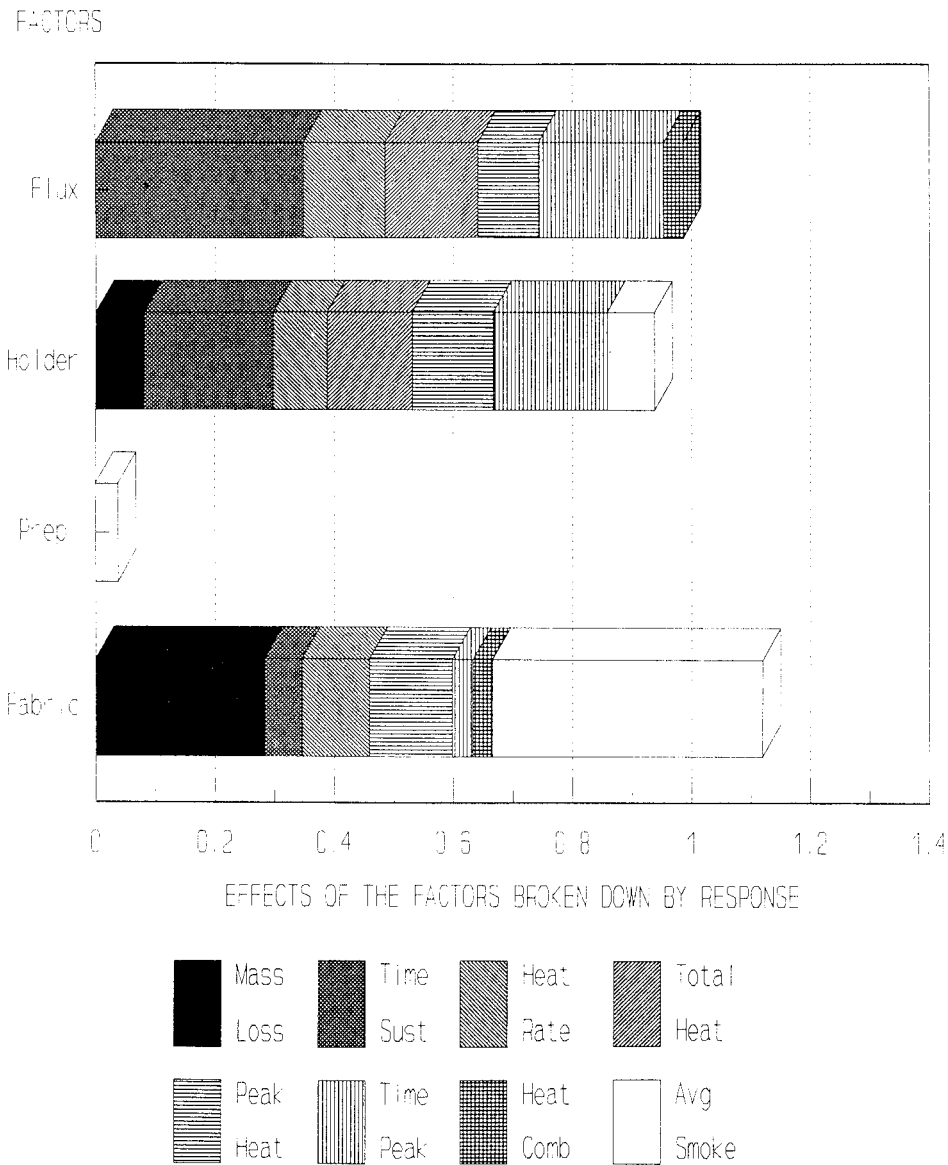 FACTORS
Flux
Holder
Prep
Fabric
0 0.2 0.4 0.6 0.8 1 1.2 1.4
EFFECTS OF THE FACTORS BROKEN DOWN BY RESPONSE
Mass Loss
Time Sust
Heat Rate
Total Heat
Peak Heat
Time Peak
Heat Comb
Avg Smoke